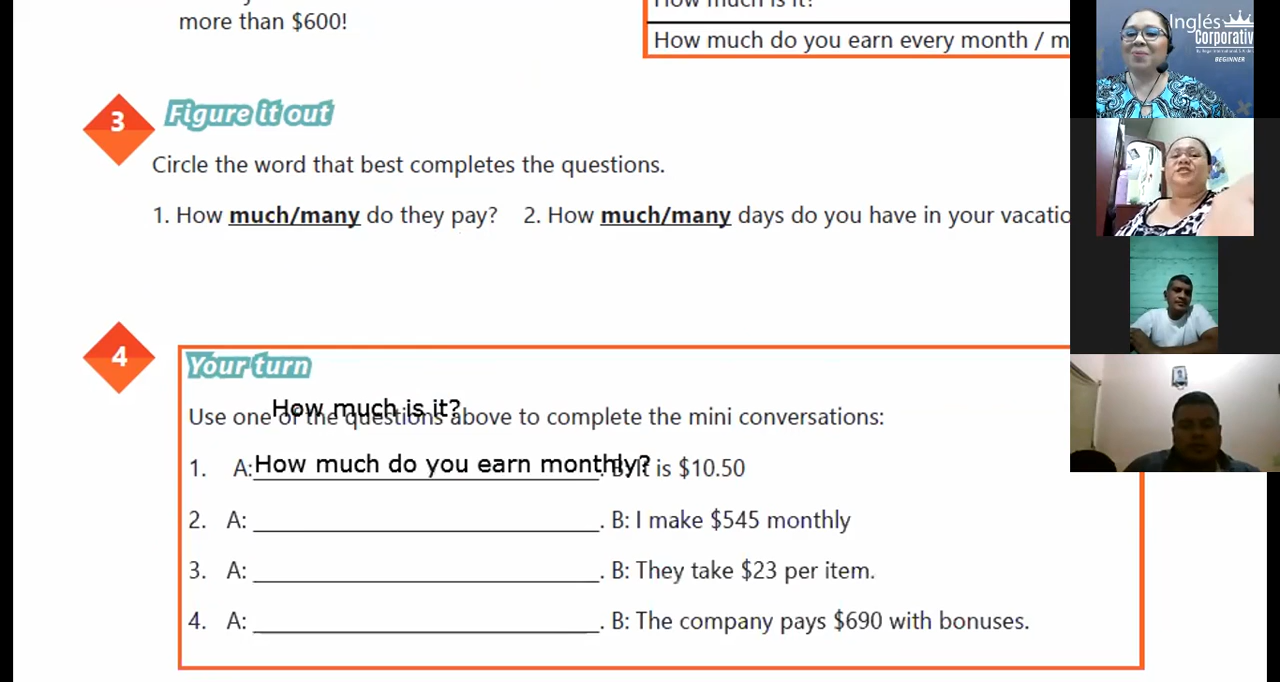 more than $600!
How much is it?
How much do you earn every month / m
3
Figure it out
Circle the word that best completes the questions.
1. How much/many do they pay? 2. How much/many days do you have in your vacatio
4
Your turn
How much is it?
Use one of the questions above to complete the mini conversations:
1. A: How much do you earn monthly? . B: It is $10.50
2. A: ______________. B: I make $545 monthly
3. A: ______________. B: They take $23 per item.
4. A: ______________. B: The company pays $690 with bonuses.
Inglés
Corporativ
BEGINNER